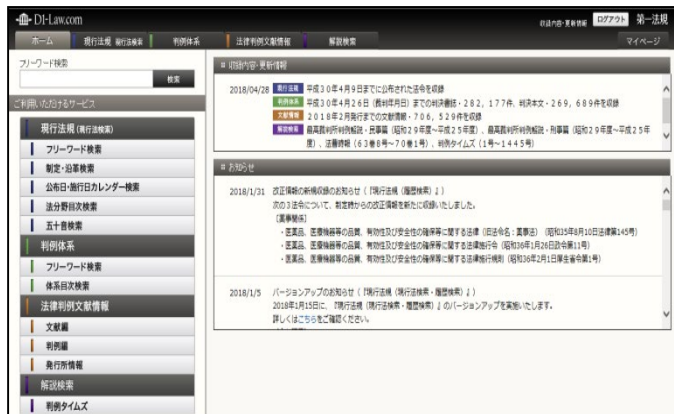 D1-Law.com
収録内容・更新情報 ログアウト 第一法規
ホーム 現行法規 現行法検索 判例体系 法律判例文献情報 解説検索 マイページ
フリーワード検索
検索
ご利用いただけるサービス
現行法規 (現行法検索)
フリーワード検索
制定・沿革検索
公布日・施行日カレンダー検索
法分野目次検索
五十音検索
判例体系
フリーワード検索
体系目次検索
法律判例文献情報
文献編
判例編
発行所情報
解説検索
判例タイムズ
収録内容・更新情報
2018/04/28 現行法規 平成30年4月9日までに公布された法令を収録
判例体系 平成30年4月26日（裁判年月日）までの判決書誌・282，177件、判決本文・269，689件を収録
文献情報 2018年2月発行までの文献情報・706，529件を収録
解説検索 最高裁判所判例解説・民事篇（昭和29年度～平成25年度）、最高裁判所判例解説・刑事篇（昭和29年度～平成25年
度）、法曹時報（63巻8号～70巻1号）、判例タイムズ（1号～1445号）
お知らせ
2018/1/31 改正情報の新規収録のお知らせ（『現行法規（履歴検索）』）
次の3法令について、制定時からの改正情報を新たに収録いたしました。
［薬事関係］
・医薬品、医療機器等の品質、有効性及び安全性の確保等に関する法律（旧法令名：薬事法）（昭和35年8月10日法律第145号）
・医薬品、医療機器等の品質、有効性及び安全性の確保等に関する法律施行令（昭和36年1月26日政令第11号）
・医薬品、医療機器等の品質、有効性及び安全性の確保等に関する法律施行規則（昭和36年2月1日厚生省令第1号）
2018/1/5 バージョンアップのお知らせ（『現行法規（現行法検索・履歴検索）』）
2018年1月15日に、『現行法規（現行法検索・履歴検索）』のバージョンアップを実施いたします。
詳しくはこちらをご確認ください。